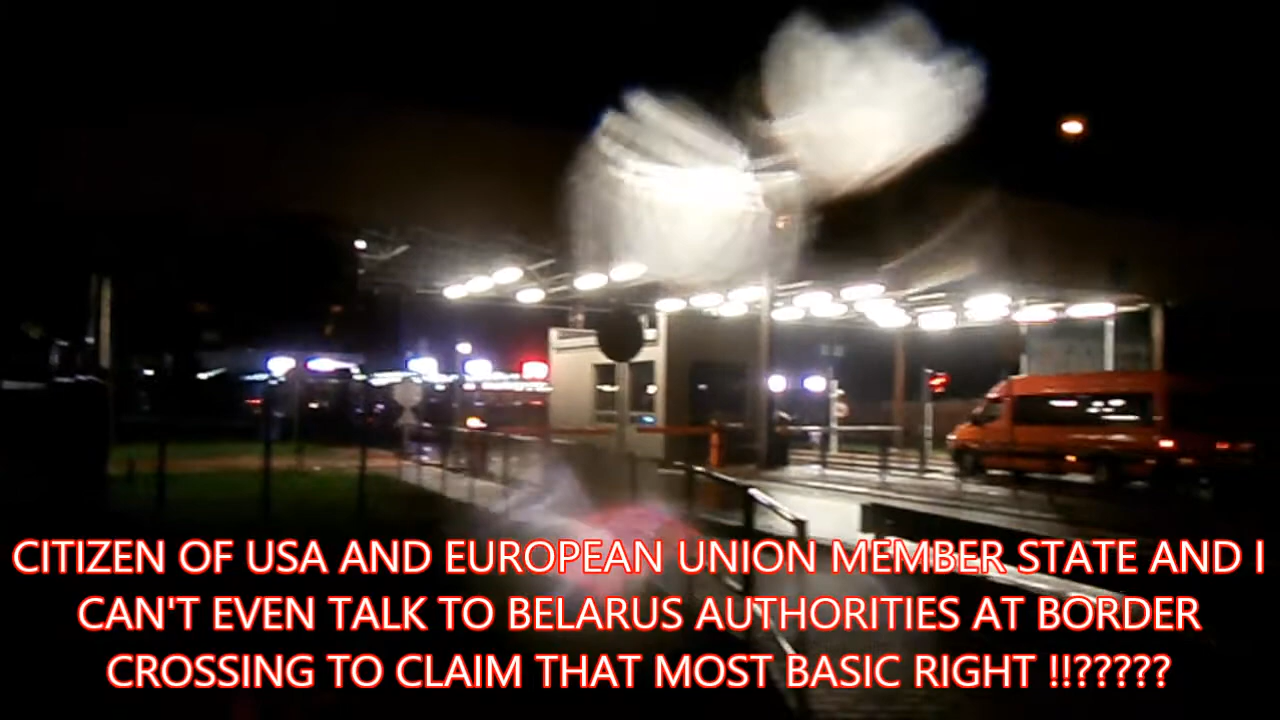 CITIZEN OF USA AND EUROPEAN UNION MEMBER STATE AND I
CAN'T EVEN TALK TO BELARUS AUTHORITIES AT BORDER
CROSSING TO CLAIM THAT MOST BASIC RIGHT !!?????